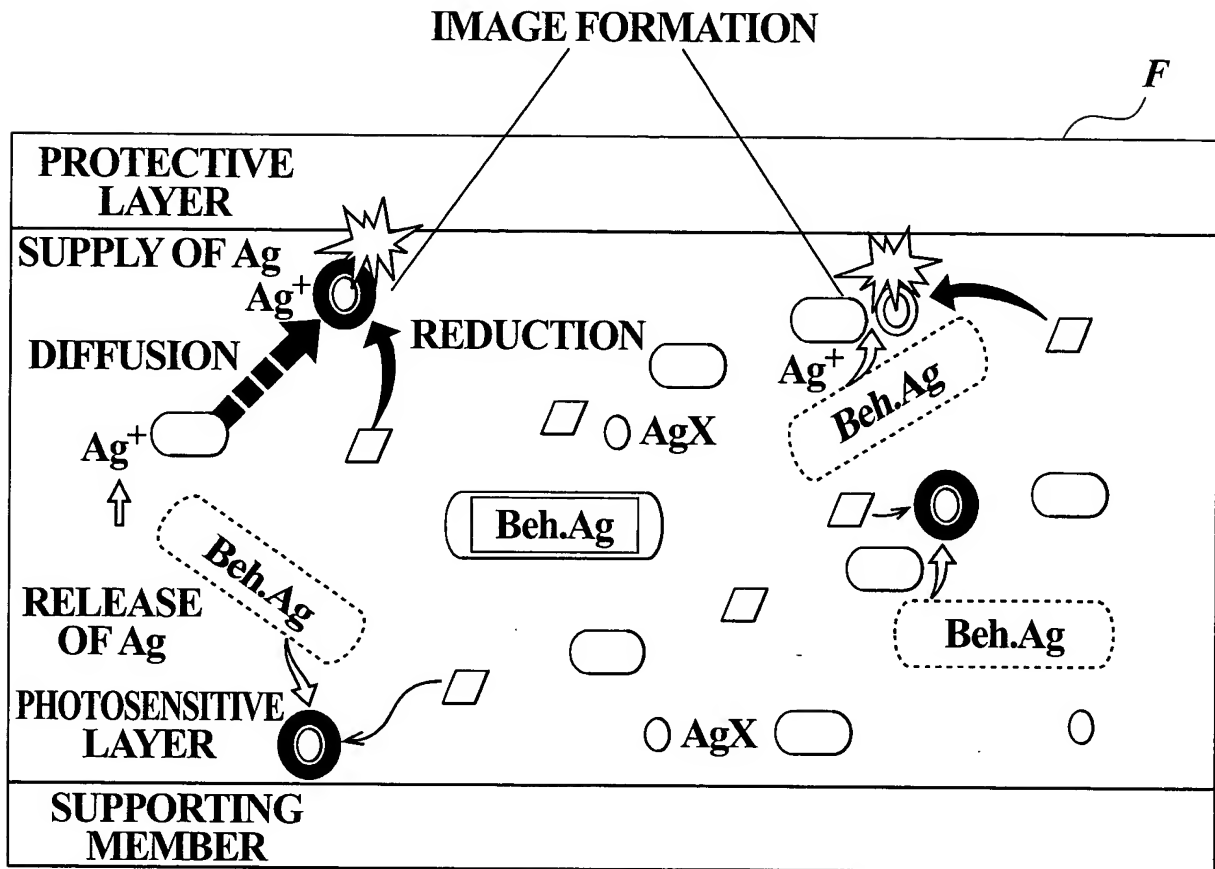 IMAGE FORMATION
F
PROTECTIVE
LAYER
SUPPLY OF Ag
Ag+
DIFFUSION
REDUCTION
Ag+
AgX
Ag+
Beh.Ag
Beh.Ag
Beh.Ag
RELEASE
OF Ag
Beh.Ag
PHOTOSENSITIVE
LAYER
AgX
SUPPORTING
MEMBER